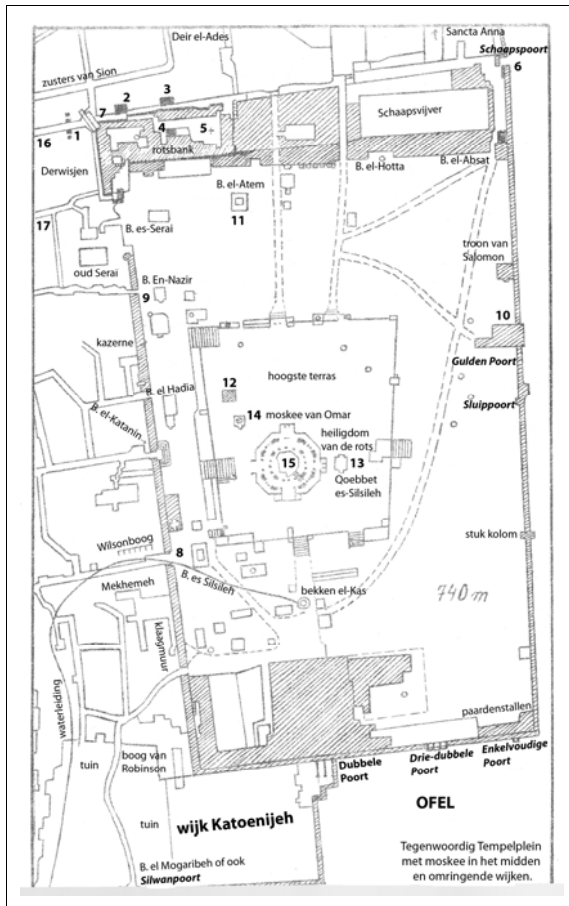 Deir el-Ades
Sancta Anna
Schaapspoort
zusters van Sion
2
3
6
7
16
1
4
5
rotsbank
Schaapsvijver
Derwisjen
B. el-Hotta
B. el-Absat
B. el-Atem
11
17
B. es-Serai
troon van
Salomon
oud Serai
B. En-Nazir
9
10
kazerne
Gulden Poort
hoogste terras
B. el Hadia
12
Sluippoort
14
moskee van Omar
B. el-Katanin
heiligdom
van de rots
15
13
Qoebbet
es-Silsileh
Wilsonboog
8
stuk kolom
Mekhemeh
B. es Silsileh
bekken el-Kas
740 m
klaagmuur
waterleiding
paardenstallen
tuin
boog van
Robinson
Dubbele
Poort
Drie-dubbele
Poort
Enkelvoudige
Poort
OFEL
tuin
wijk Katoenijeh
Tegenwoordig Tempelplein
met moskee in het midden
en omringende wijken.
B. el Mogaribeh of ook
Silwanpoort